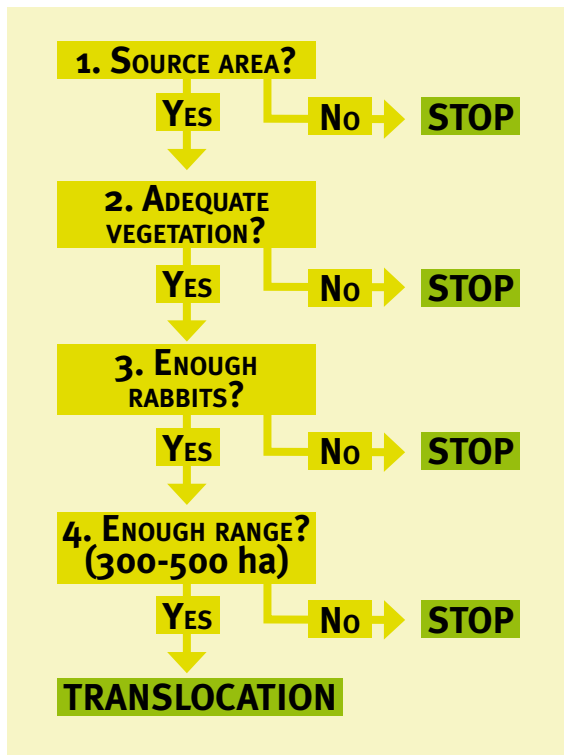 1. Source area?
Yes
No
STOP
2. Adequate
vegetation?
Yes
No
STOP
3. Enough
rabbits?
Yes
No
STOP
4. Enough range?
(300-500 ha)
Yes
No
STOP
TRANSLOCATION